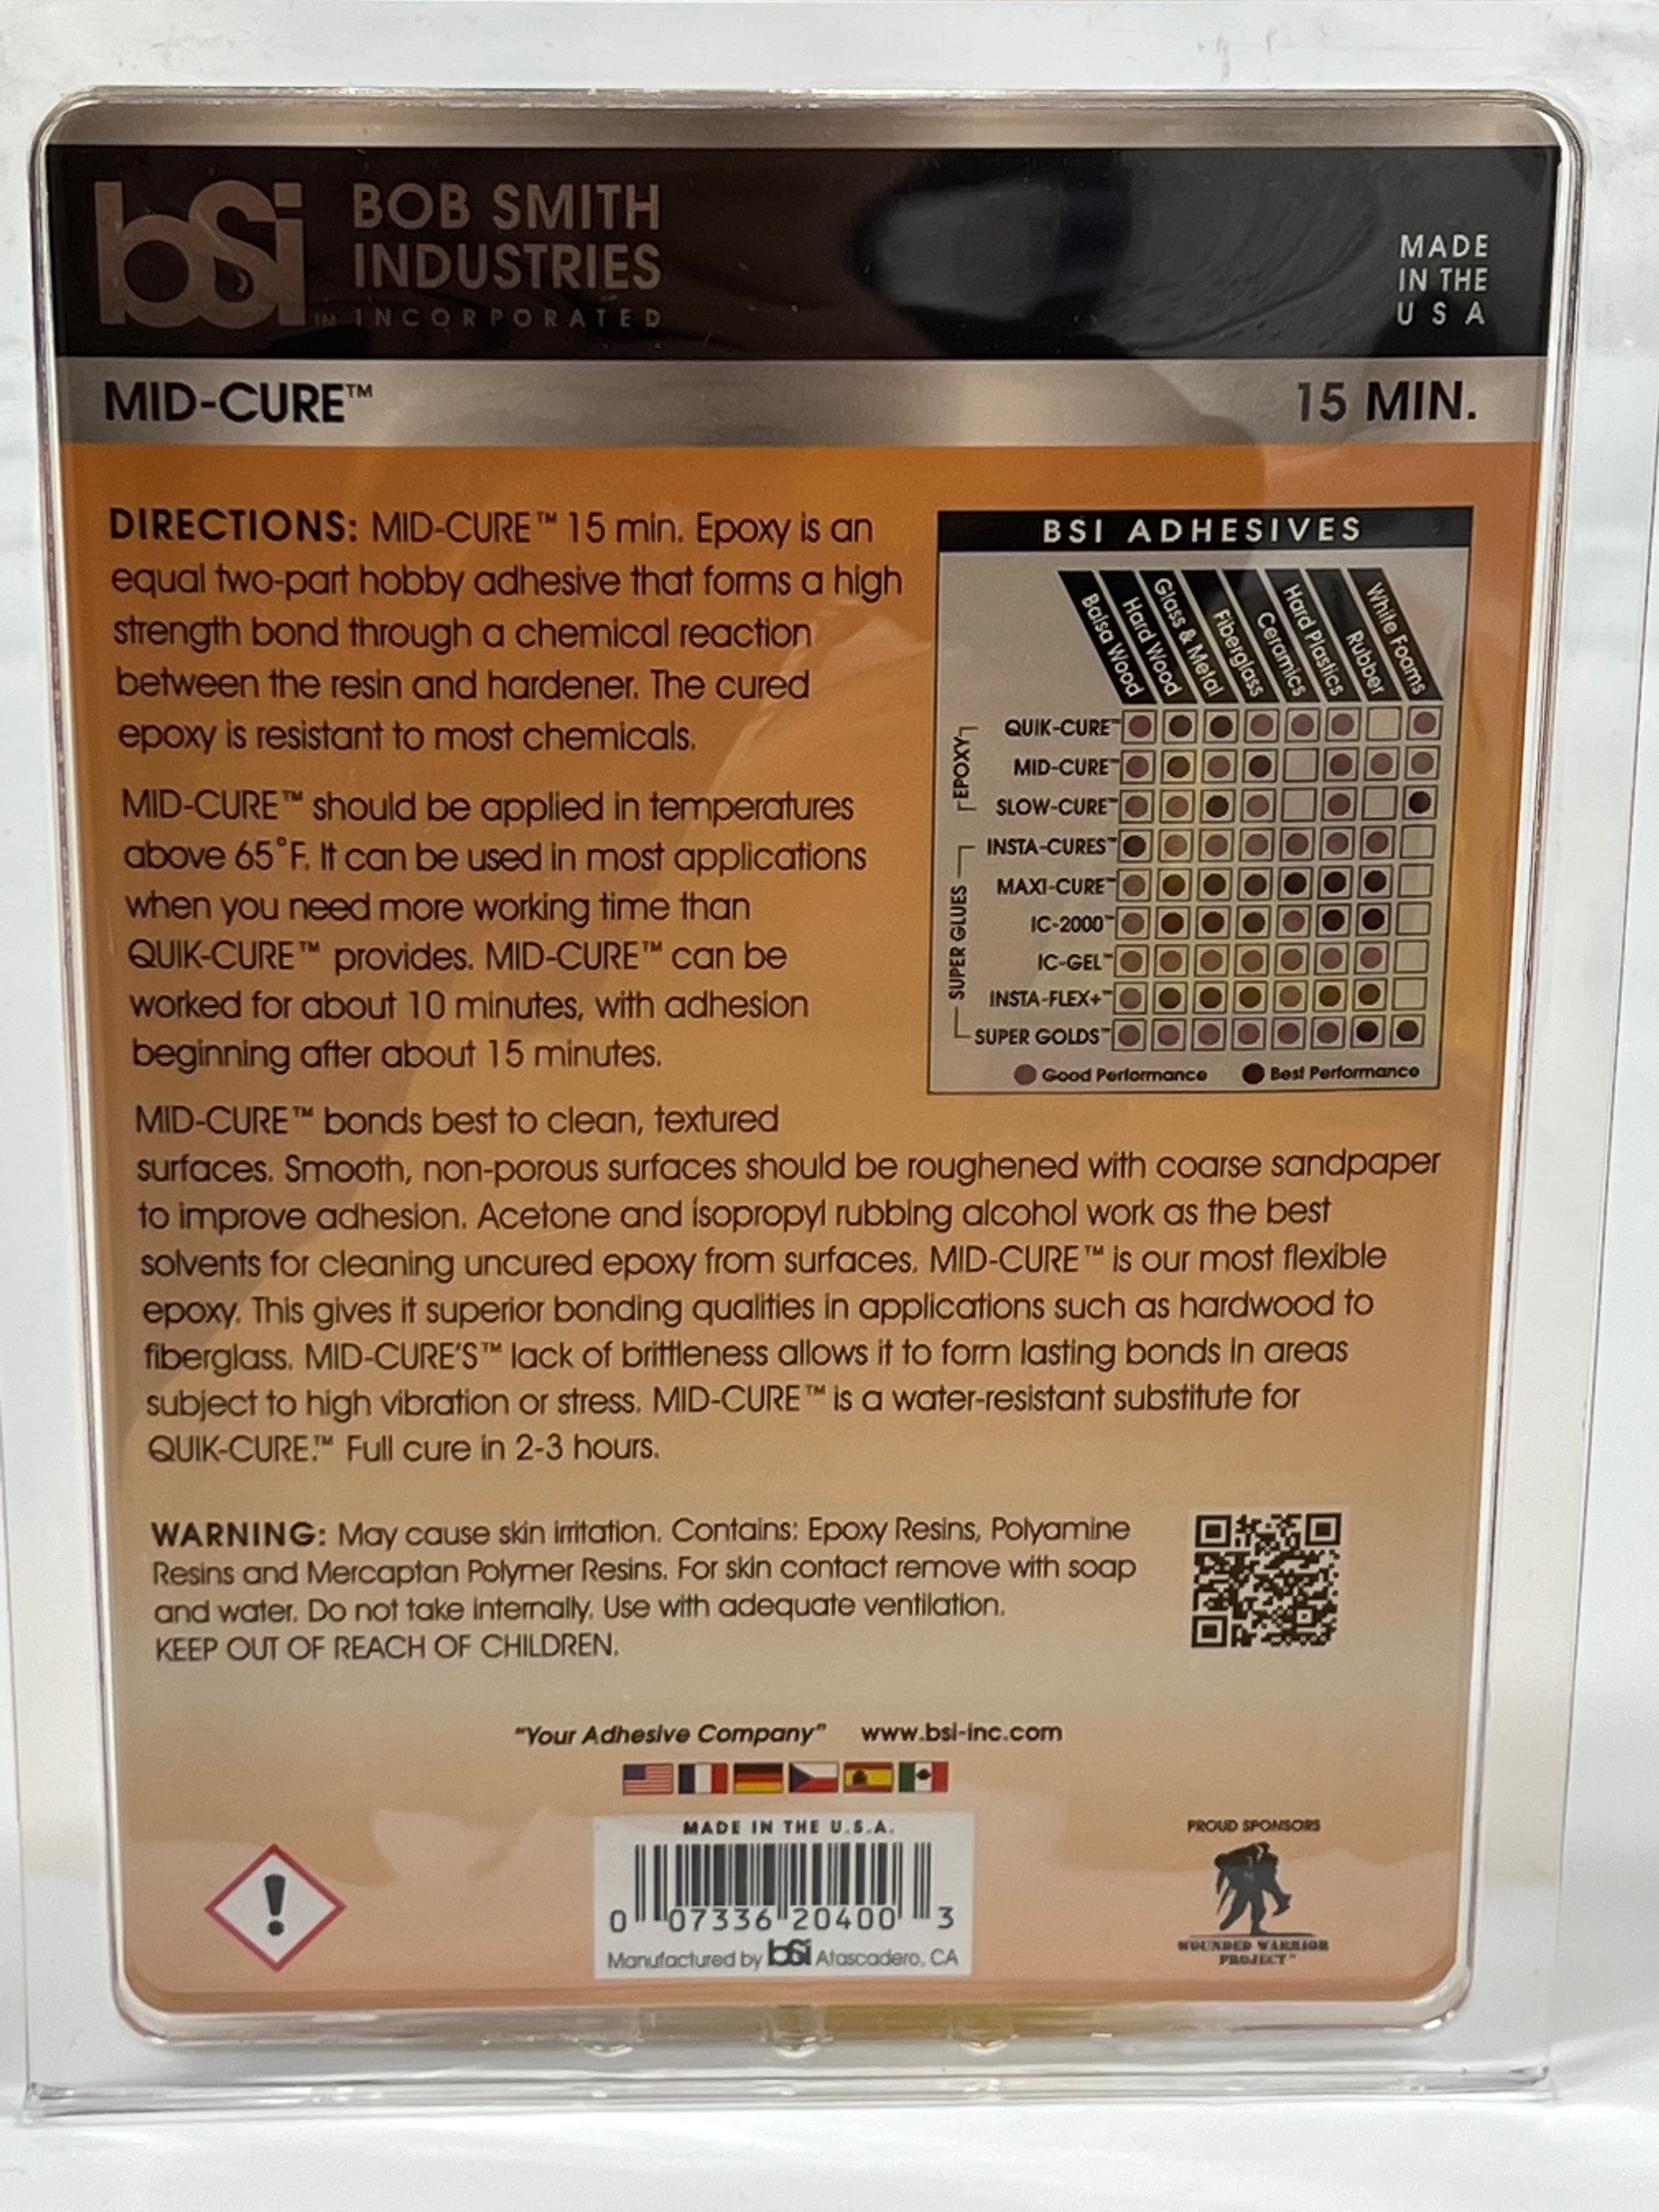 bsi
BOB SMITH
INDUSTRIES
™ INCORPORATED
MADE
IN THE
USA
MID-CURE™
15 MIN.
DIRECTIONS: MID-CURE™ 15 min. Epoxy is an
equal two-part hobby adhesive that forms a high
strength bond through a chemical reaction
between the resin and hardener. The cured
epoxy is resistant to most chemicals.
MID-CURE™ should be applied in temperatures
above 65°F. It can be used in most applications
when you need more working time than
QUIK-CURE™ provides. MID-CURE™ can be
worked for about 10 minutes, with adhesion
beginning after about 15 minutes.
BSI ADHESIVES
Balsa Wood
Hard Wood
Glass & Metal
Fiberglass
Ceramics
Hard Plastics
Rubber
White Foams
EPOXY
QUIK-CURE™
MID-CURE™
SLOW-CURE™
SUPER GLUES
INSTA-CURES™
MAXI-CURE™
IC-2000™
IC-GEL™
INSTA-FLEX+™
SUPER GOLDS™
Good Performance
Best Performance
MID-CURE™ bonds best to clean, textured
surfaces. Smooth, non-porous surfaces should be roughened with coarse sandpaper
to improve adhesion. Acetone and isopropyl rubbing alcohol work as the best
solvents for cleaning uncured epoxy from surfaces. MID-CURE™ is our most flexible
epoxy. This gives it superior bonding qualities in applications such as hardwood to
fiberglass. MID-CURE'S™ lack of brittleness allows it to form lasting bonds in areas
subject to high vibration or stress. MID-CURE™ is a water-resistant substitute for
QUIK-CURE.™ Full cure in 2-3 hours.
WARNING: May cause skin irritation. Contains: Epoxy Resins, Polyamine
Resins and Mercaptan Polymer Resins. For skin contact remove with soap
and water. Do not take internally. Use with adequate ventilation.
KEEP OUT OF REACH OF CHILDREN.
"Your Adhesive Company" www.bsi-inc.com
MADE IN THE U.S.A.
0 07336 20400 3
Manufactured by bsi Atascadero, CA
PROUD SPONSORS
WOUNDED WARRIOR
PROJECT™